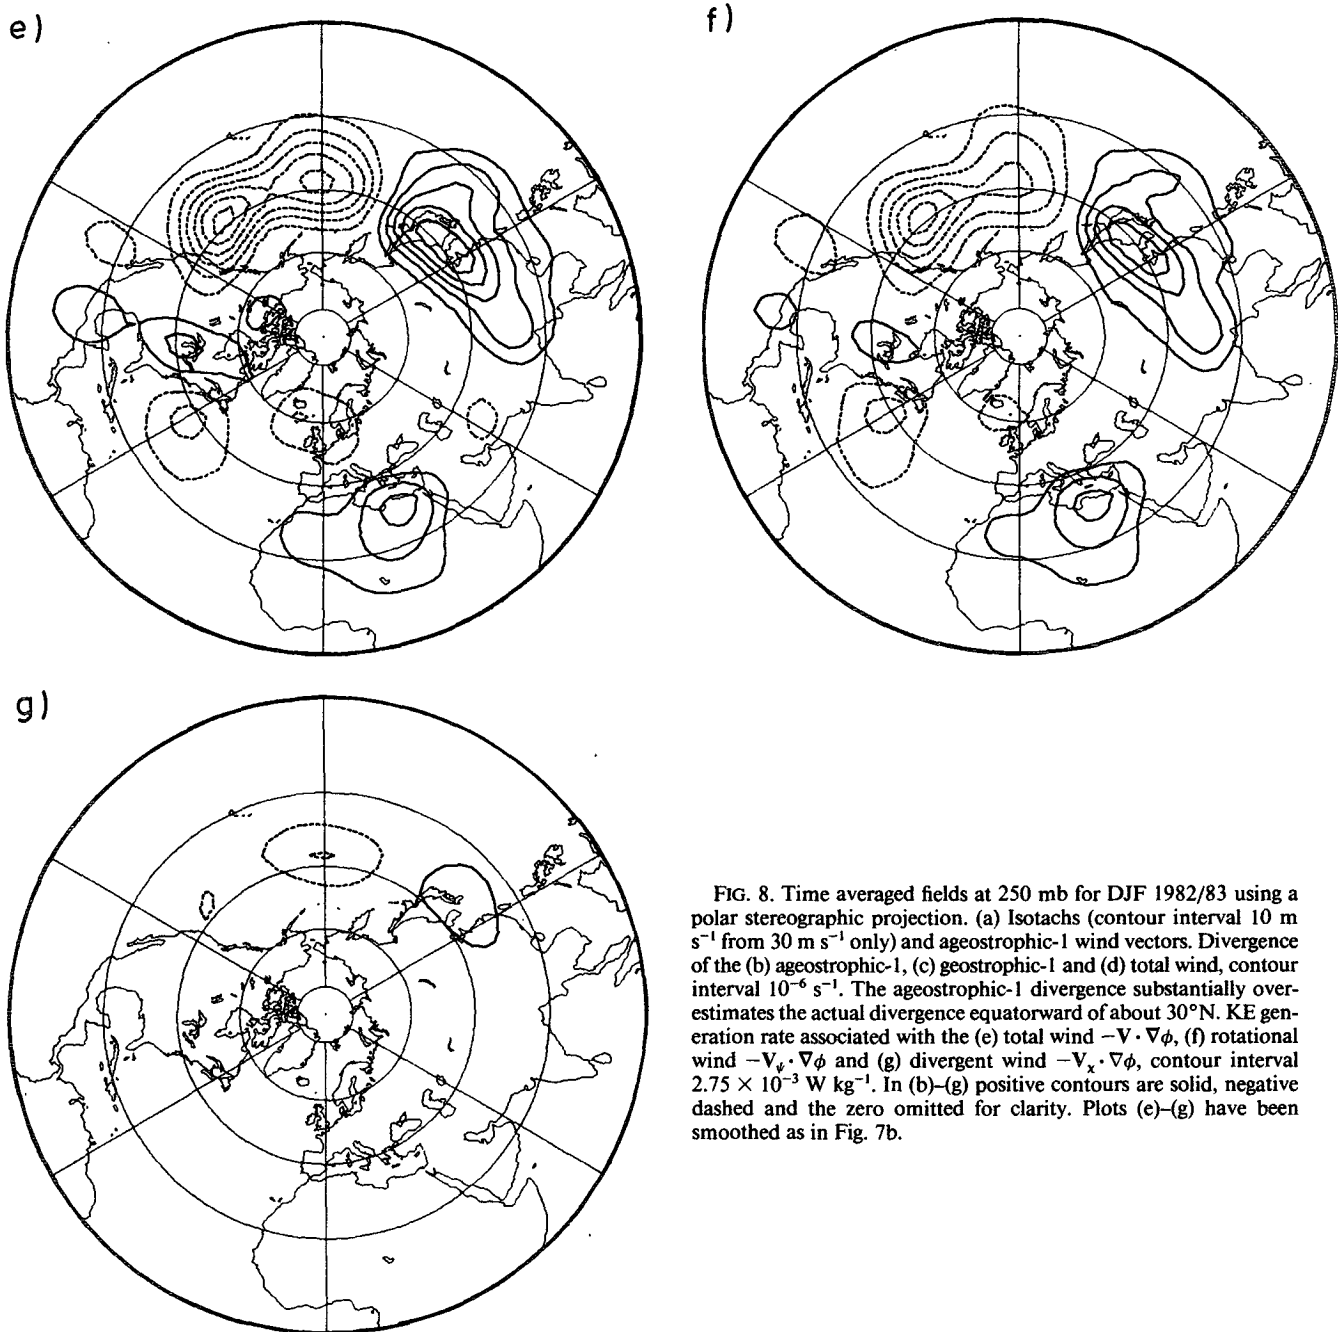 e)
f)
g)
FIG. 8. Time averaged fields at 250 mb for DJF 1982/83 using a
polar stereographic projection. (a) Isotachs (contour interval 10 m
s⁻¹ from 30 m s⁻¹ only) and ageostrophic-1 wind vectors. Divergence
of the (b) ageostrophic-1, (c) geostrophic-1 and (d) total wind, contour
interval 10⁻⁶ s⁻¹. The ageostrophic-1 divergence substantially over-
estimates the actual divergence equatorward of about 30°N. KE gen-
eration rate associated with the (e) total wind −V · ∇ϕ, (f) rotational
wind −V_ψ · ∇ϕ and (g) divergent wind −V_χ · ∇ϕ, contour interval
2.75 × 10⁻³ W kg⁻¹. In (b)–(g) positive contours are solid, negative
dashed and the zero omitted for clarity. Plots (e)–(g) have been
smoothed as in Fig. 7b.